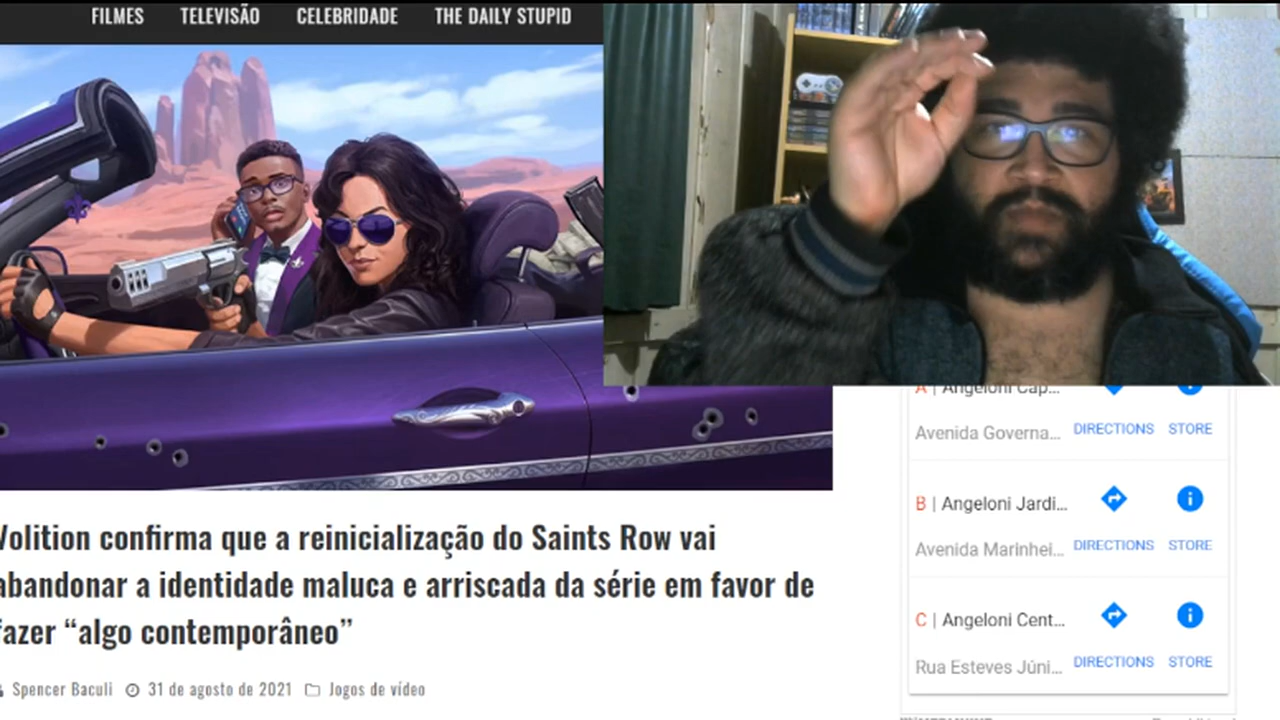 FILMES TELEVISÃO CELEBRIDADE THE DAILY STUPID
Volition confirma que a reinicialização do Saints Row vai
abandonar a identidade maluca e arriscada da série em favor de
fazer “algo contemporâneo”
Spencer Baculi 31 de agosto de 2021 Jogos de vídeo
A | Angeloni Cap...
Avenida Governa... DIRECTIONS STORE
B | Angeloni Jardi...
Avenida Marinhei... DIRECTIONS STORE
C | Angeloni Cent...
Rua Esteves Júni... DIRECTIONS STORE